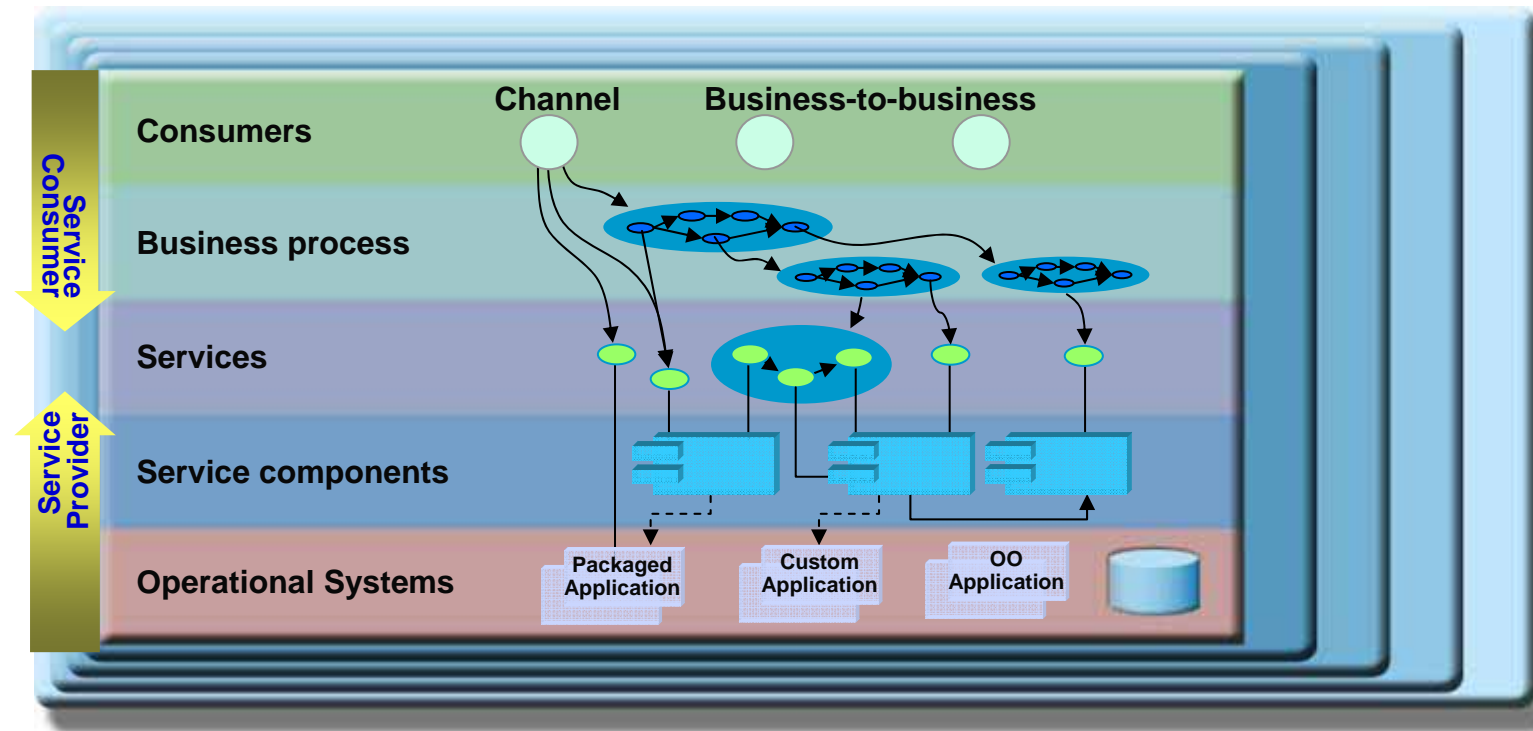 Channel
Business-to-business
Consumers
Service
Consumer
Business process
Services
Service
Provider
Service components
Operational Systems
Packaged
Application
Custom
Application
OO
Application